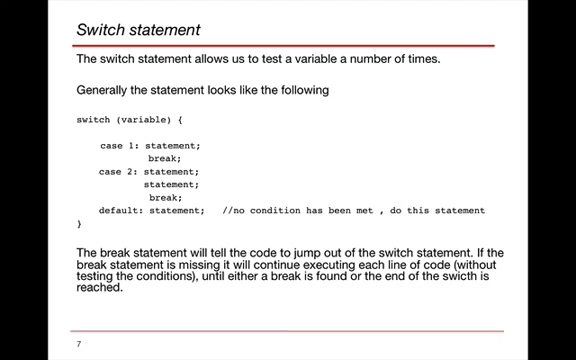 Switch statement
The switch statement allows us to test a variable a number of times.
Generally the statement looks like the following
switch (variable) {
case 1: statement;
break;
case 2: statement;
statement;
break;
default: statement; //no condition has been met , do this statement
}
The break statement will tell the code to jump out of the switch statement. If the
break statement is missing it will continue executing each line of code (without
testing the conditions), until either a break is found or the end of the swicth is
reached.
7